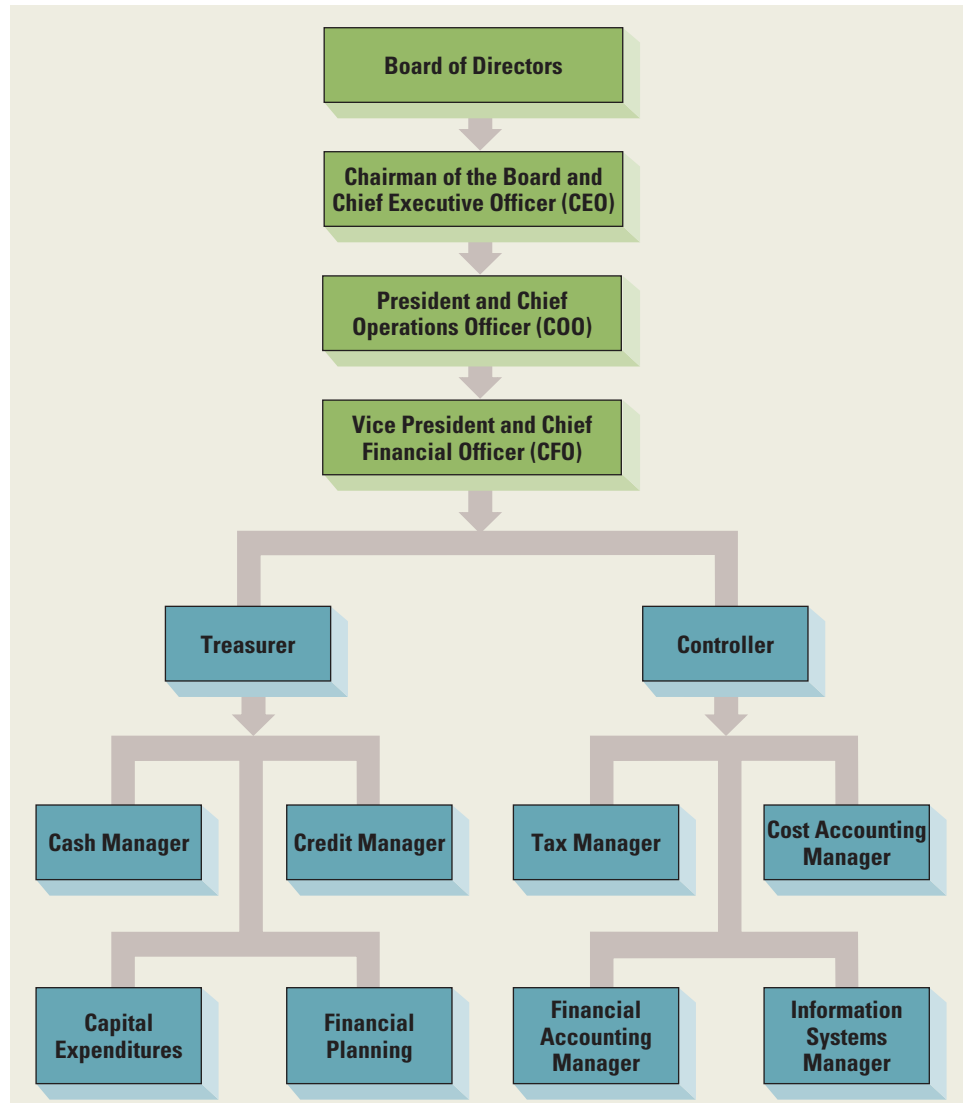 Board of Directors
Chairman of the Board and
Chief Executive Officer (CEO)
President and Chief
Operations Officer (COO)
Vice President and Chief
Financial Officer (CFO)
Treasurer
Controller
Cash Manager
Credit Manager
Tax Manager
Cost Accounting
Manager
Capital
Expenditures
Financial
Planning
Financial
Accounting
Manager
Information
Systems
Manager